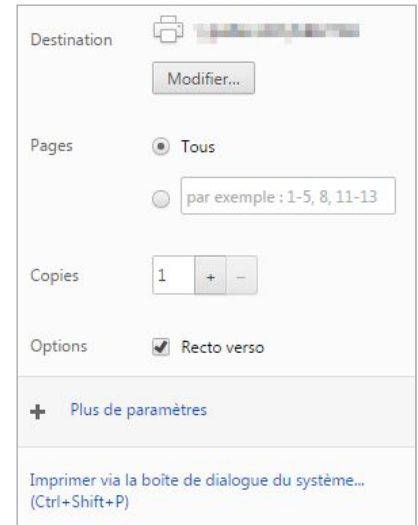 Destination
Modifier...
Pages
Tous
par exemple : 1-5, 8, 11-13
Copies
1
+
–
Options
Recto verso
+ Plus de paramètres
Imprimer via la boîte de dialogue du système...
(Ctrl+Shift+P)